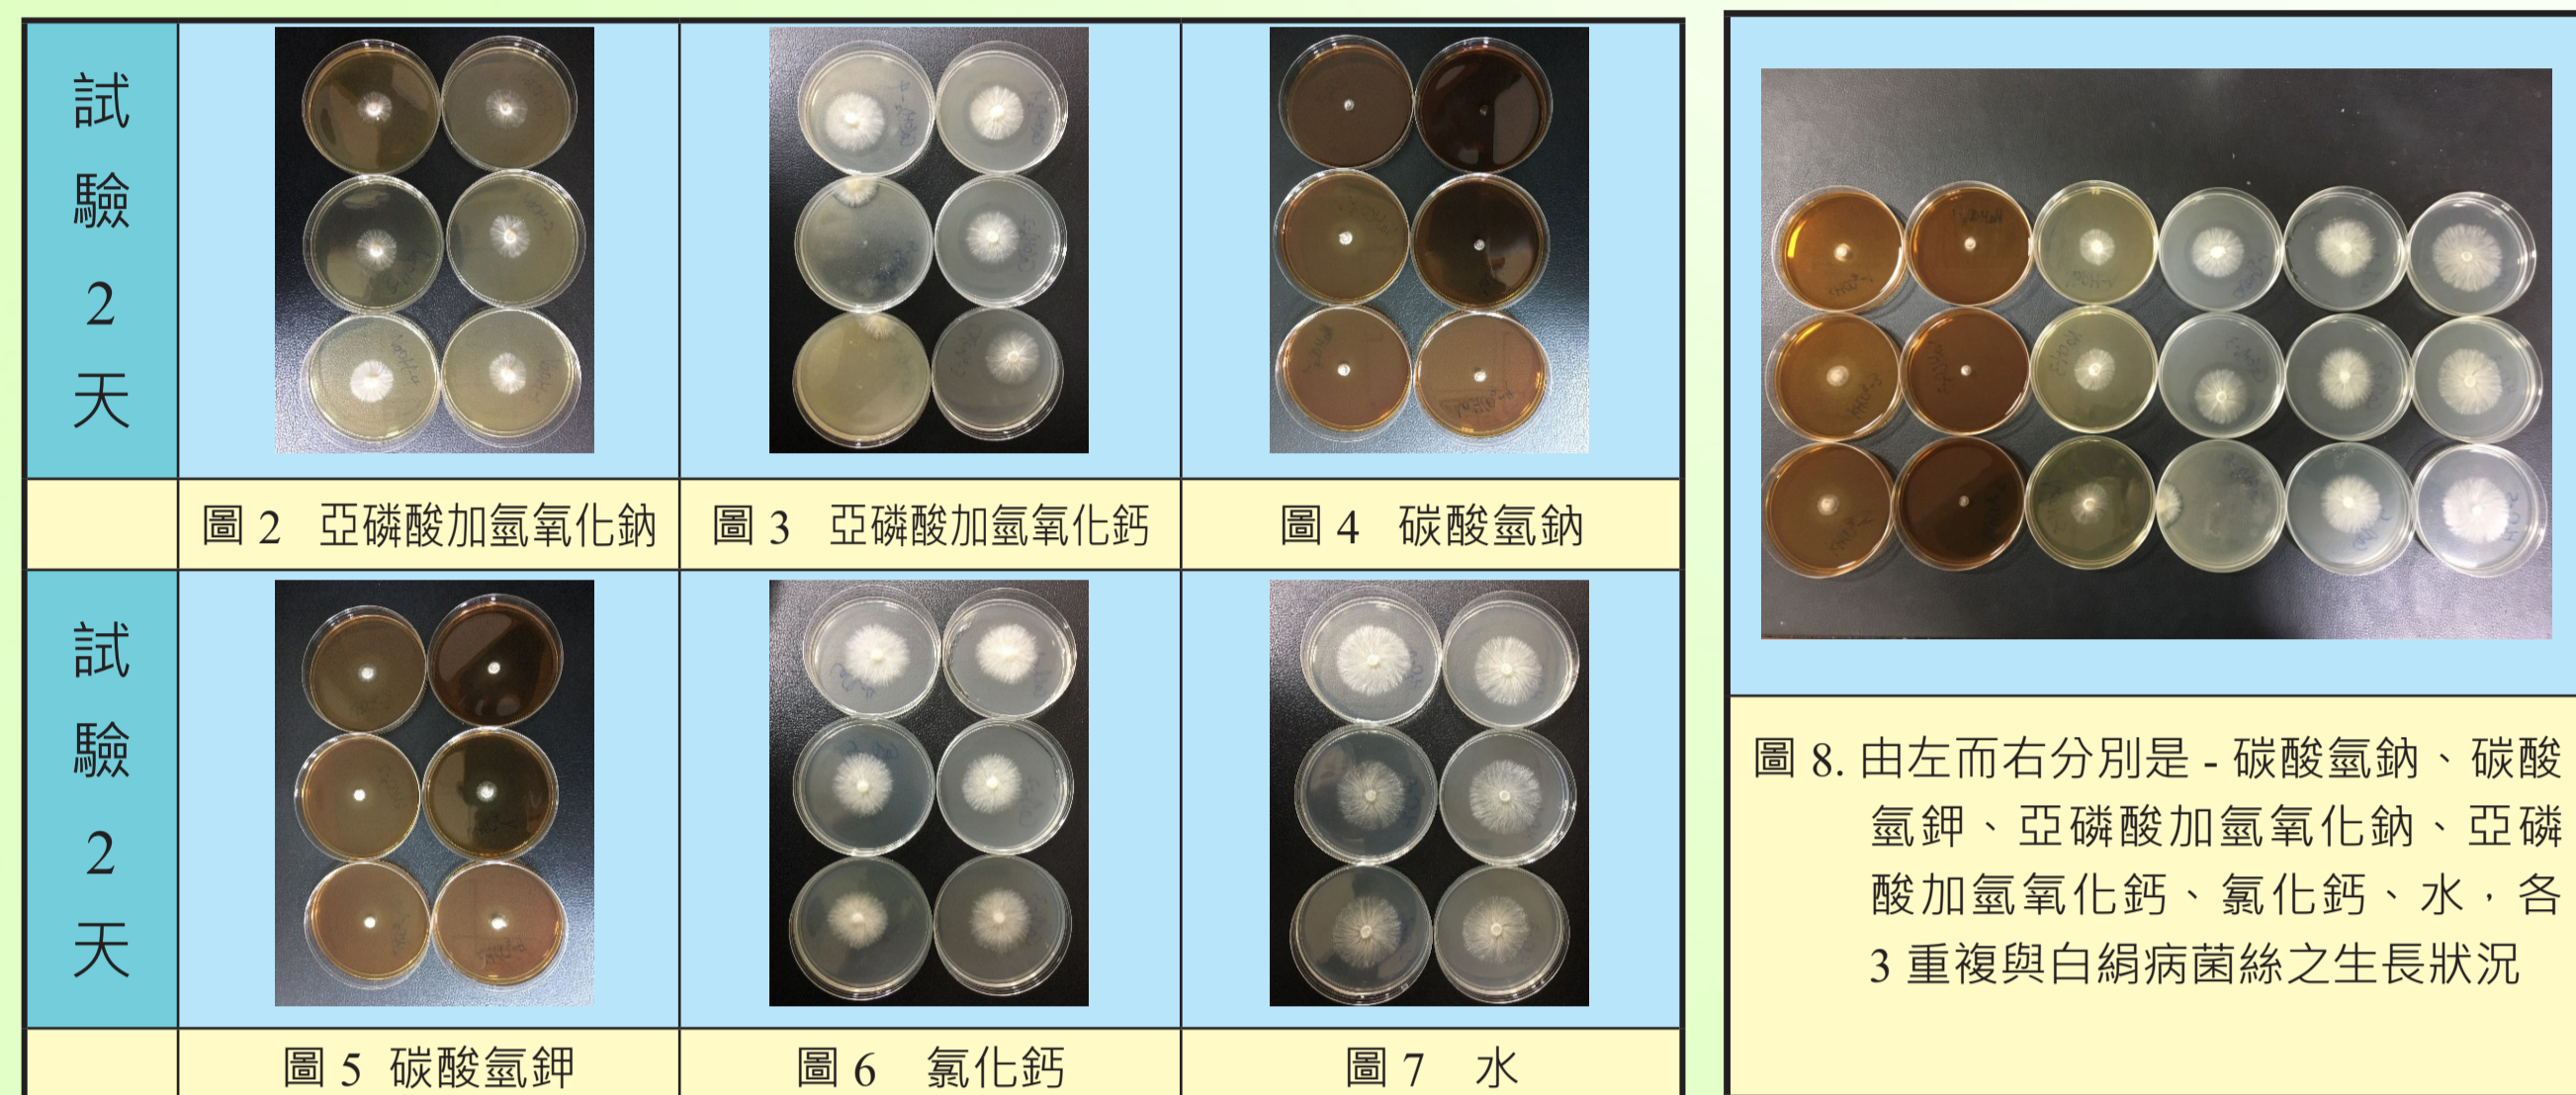 試驗2天
圖 2 亞磷酸加氫氧化鈉
圖 3 亞磷酸加氫氧化鈣
圖 4 碳酸氫鈉
試驗2天
圖 5 碳酸氫鉀
圖 6 氯化鈣
圖 7 水
圖 8. 由左而右分別是 - 碳酸氫鈉、碳酸
氫鉀、亞磷酸加氫氧化鈉、亞磷
酸加氫氧化鈣、氯化鈣、水，各
3 重複與白絹病菌絲之生長狀況